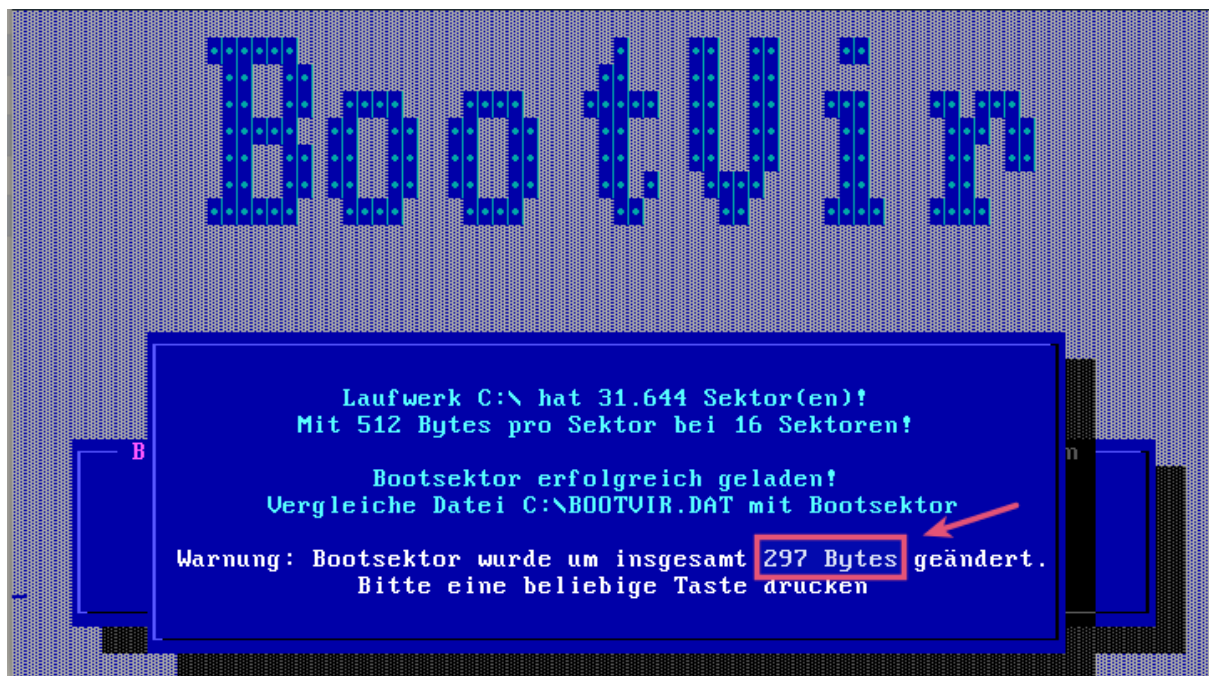 BootVir
Laufwerk C:\ hat 31.644 Sektor(en)!
Mit 512 Bytes pro Sektor bei 16 Sektoren!
Bootsektor erfolgreich geladen!
B
m
Vergleiche Datei C:\BOOTVIR.DAT mit Bootsektor
Warnung: Bootsektor wurde um insgesamt 297 Bytes geändert.
Bitte eine beliebige Taste drücken